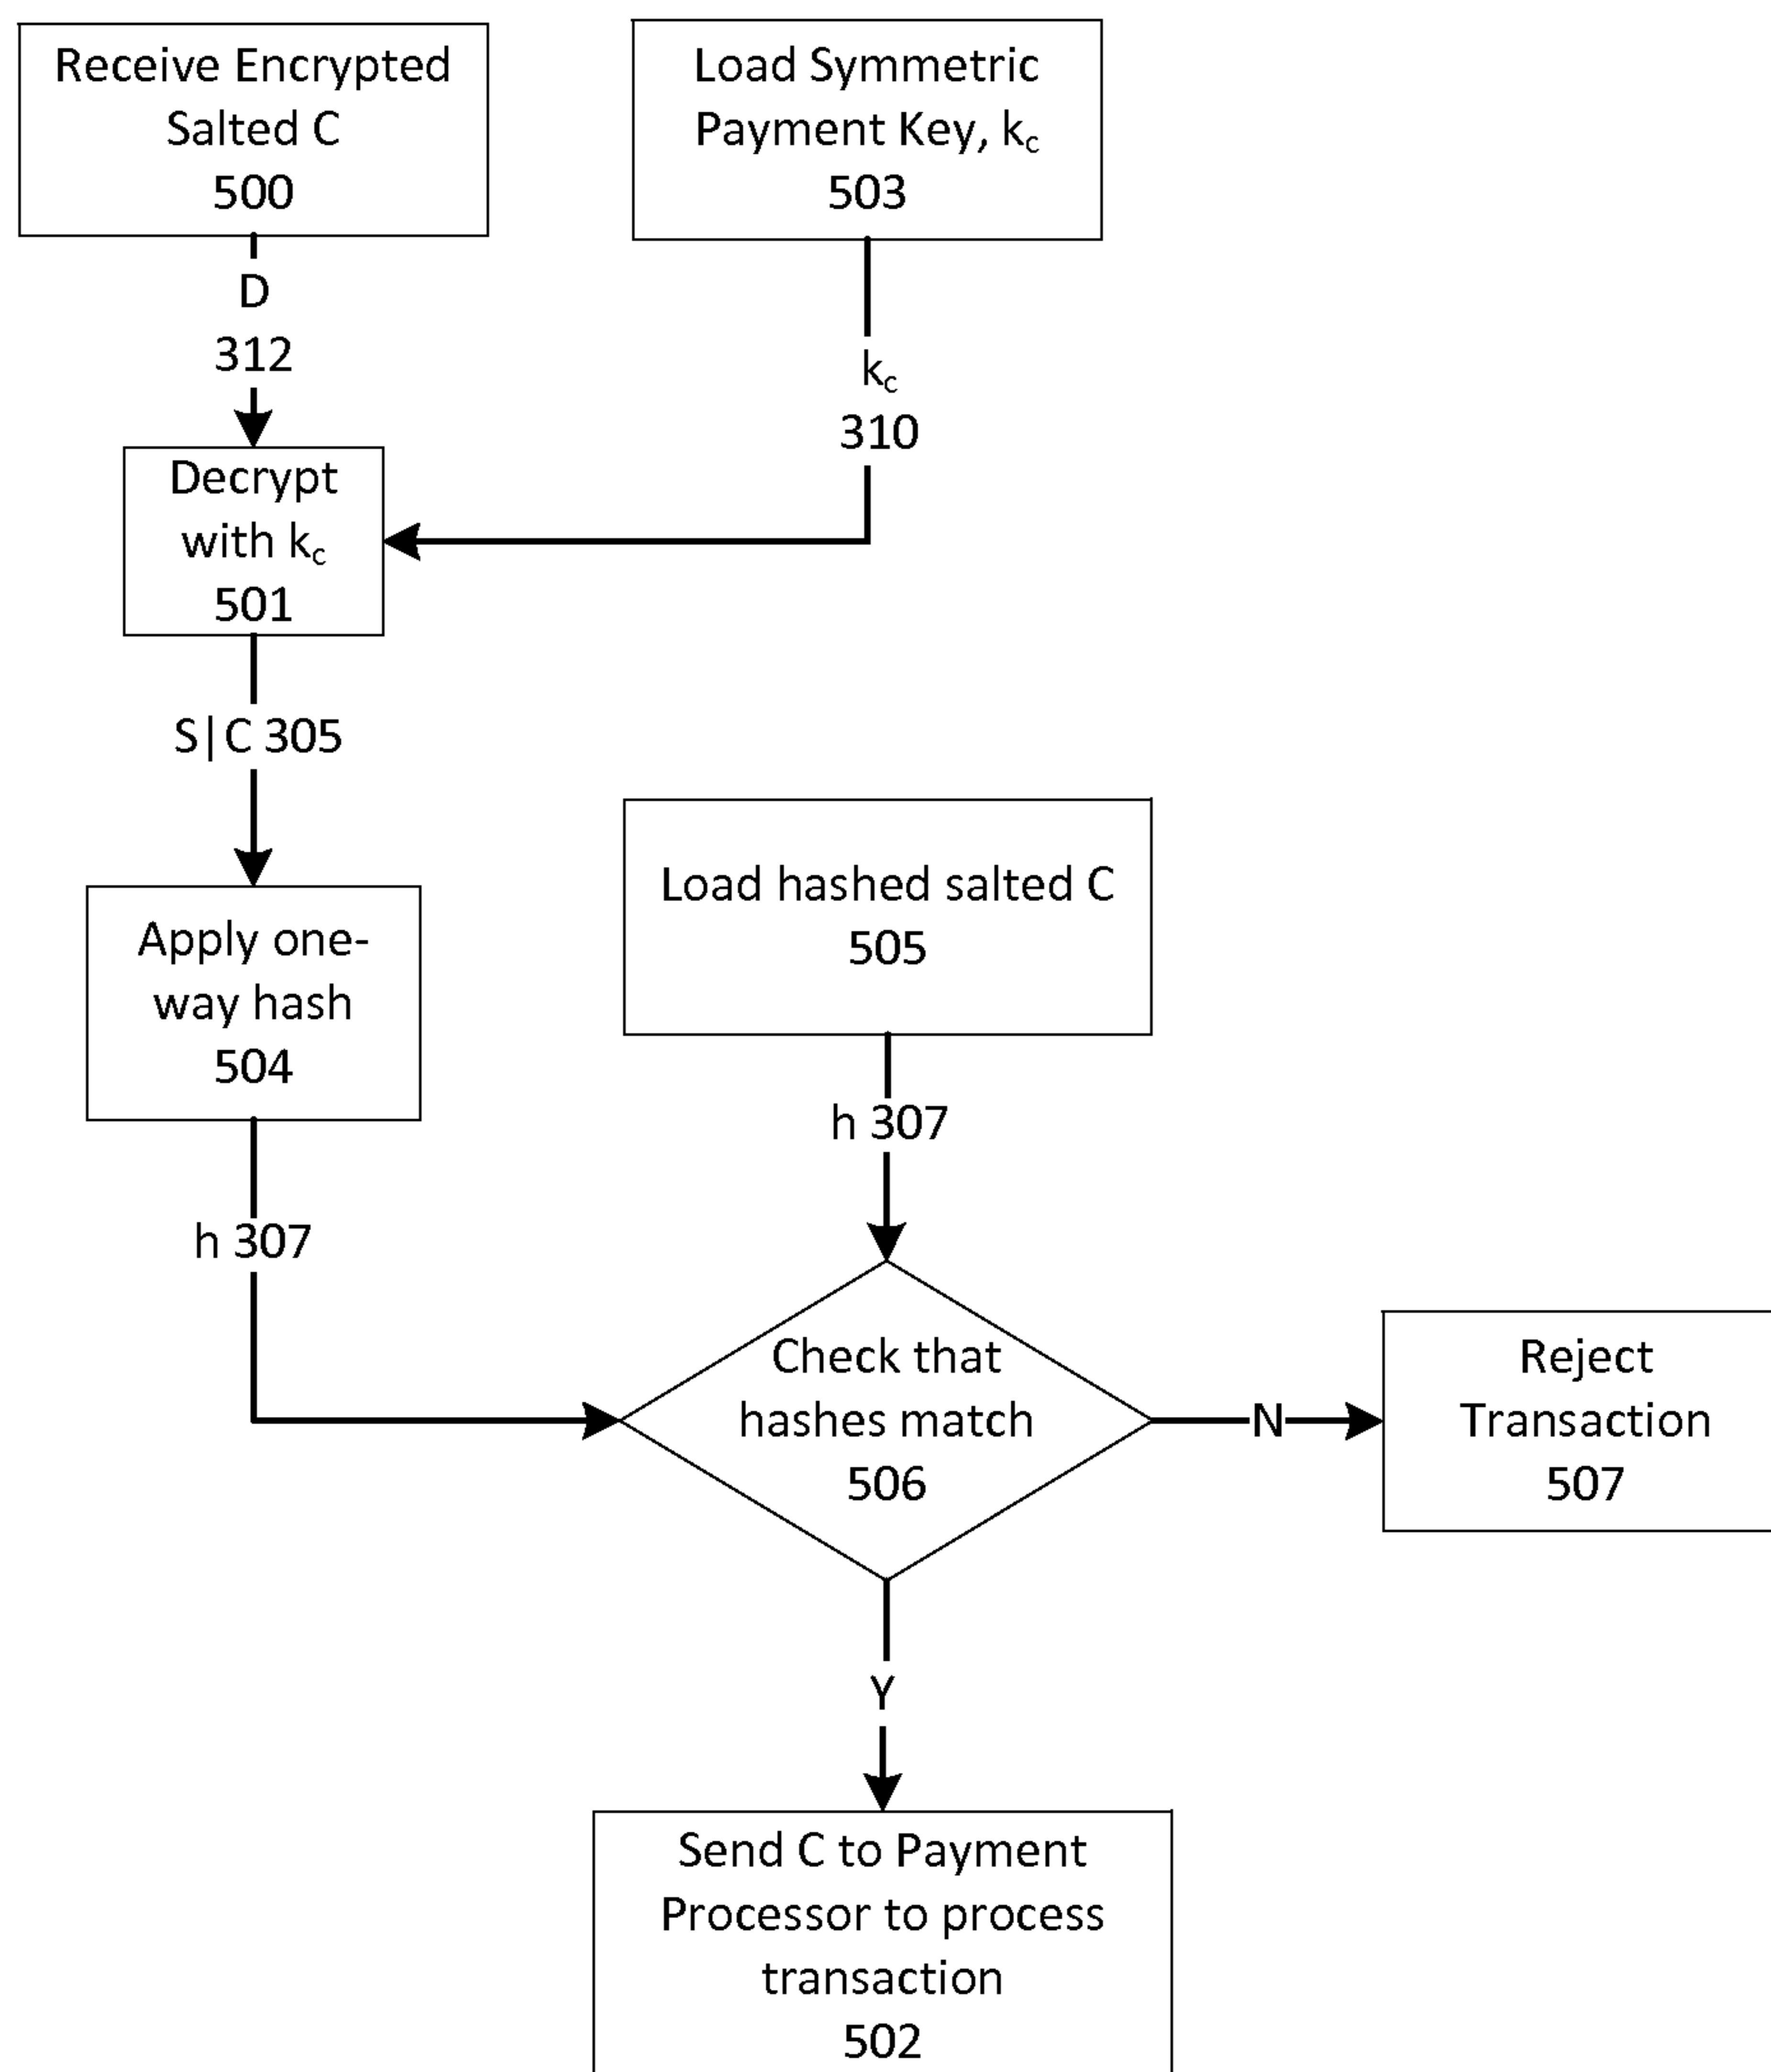 Receive Encrypted
Salted C
500
Load Symmetric
Payment Key, kc
503
D
312
kc
310
Decrypt
with kc
501
S|C 305
Load hashed salted C
505
Apply one-
way hash
504
h 307
h 307
Check that
hashes match
506
N
Reject
Transaction
507
Y
Send C to Payment
Processor to process
transaction
502